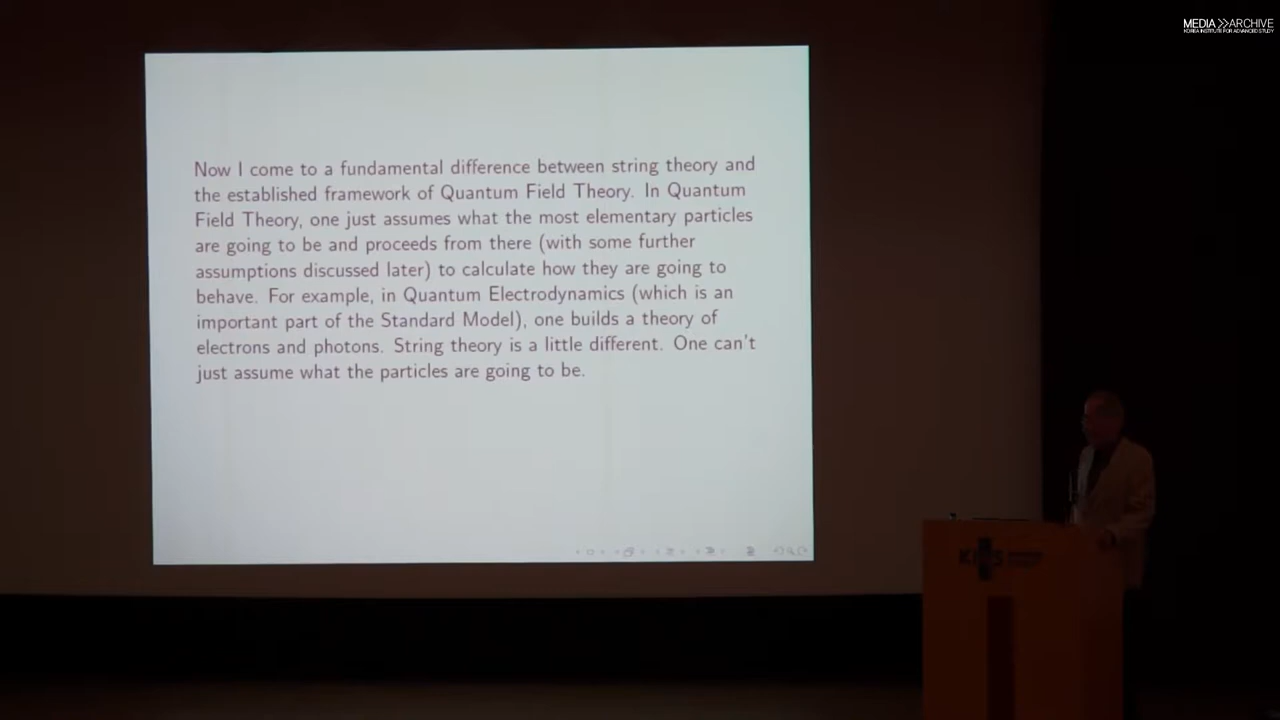 MEDIA ARCHIVE
KOREA INSTITUTE FOR ADVANCED STUDY
Now I come to a fundamental difference between string theory and
the established framework of Quantum Field Theory. In Quantum
Field Theory, one just assumes what the most elementary particles
are going to be and proceeds from there (with some further
assumptions discussed later) to calculate how they are going to
behave. For example, in Quantum Electrodynamics (which is an
important part of the Standard Model), one builds a theory of
electrons and photons. String theory is a little different. One can't
just assume what the particles are going to be.